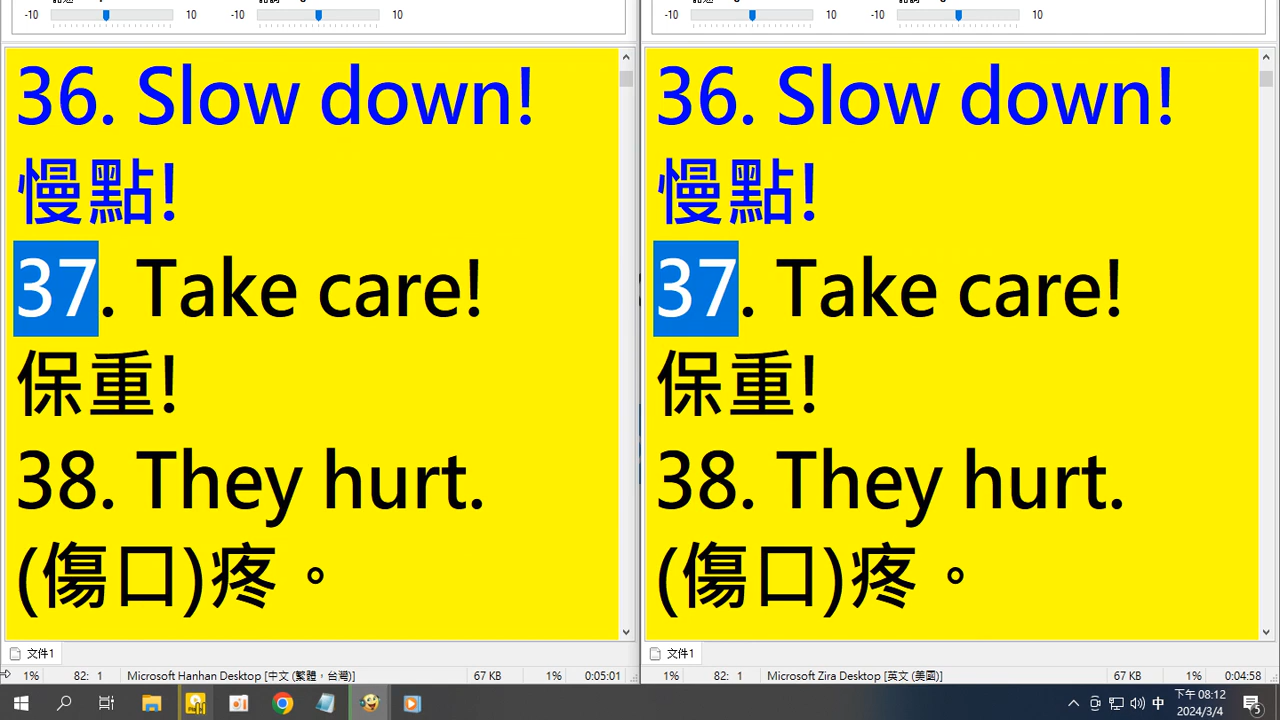 -10 10 -10 10
-10 10 -10 10
36. Slow down!
慢點!
37. Take care!
保重!
38. They hurt.
(傷口)疼。
文件1
1% 82: 1 Microsoft Hanhan Desktop [中文 (繁體，台灣)] 67 KB 1% 0:05:01
36. Slow down!
慢點!
37. Take care!
保重!
38. They hurt.
(傷口)疼。
文件1
1% 82: 1 Microsoft Zira Desktop [英文 (美國)] 67 KB 1% 0:04:58
中
下午 08:12
2024/3/4
5